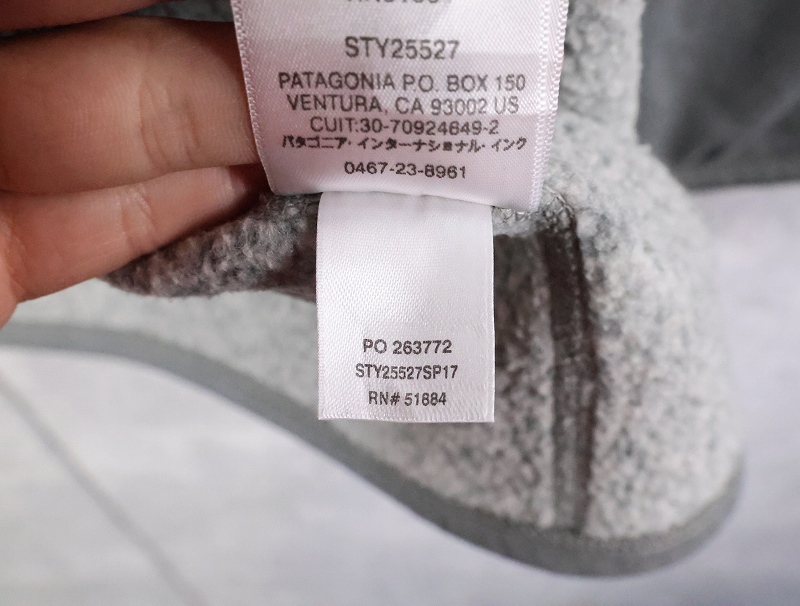 STY25527
PATAGONIA P.O. BOX 150
VENTURA, CA 93002 US
CUIT:30-70924649-2
パタゴニア・インターナショナル・インク
0467-23-8961
PO 263772
STY25527SP17
RN# 51884